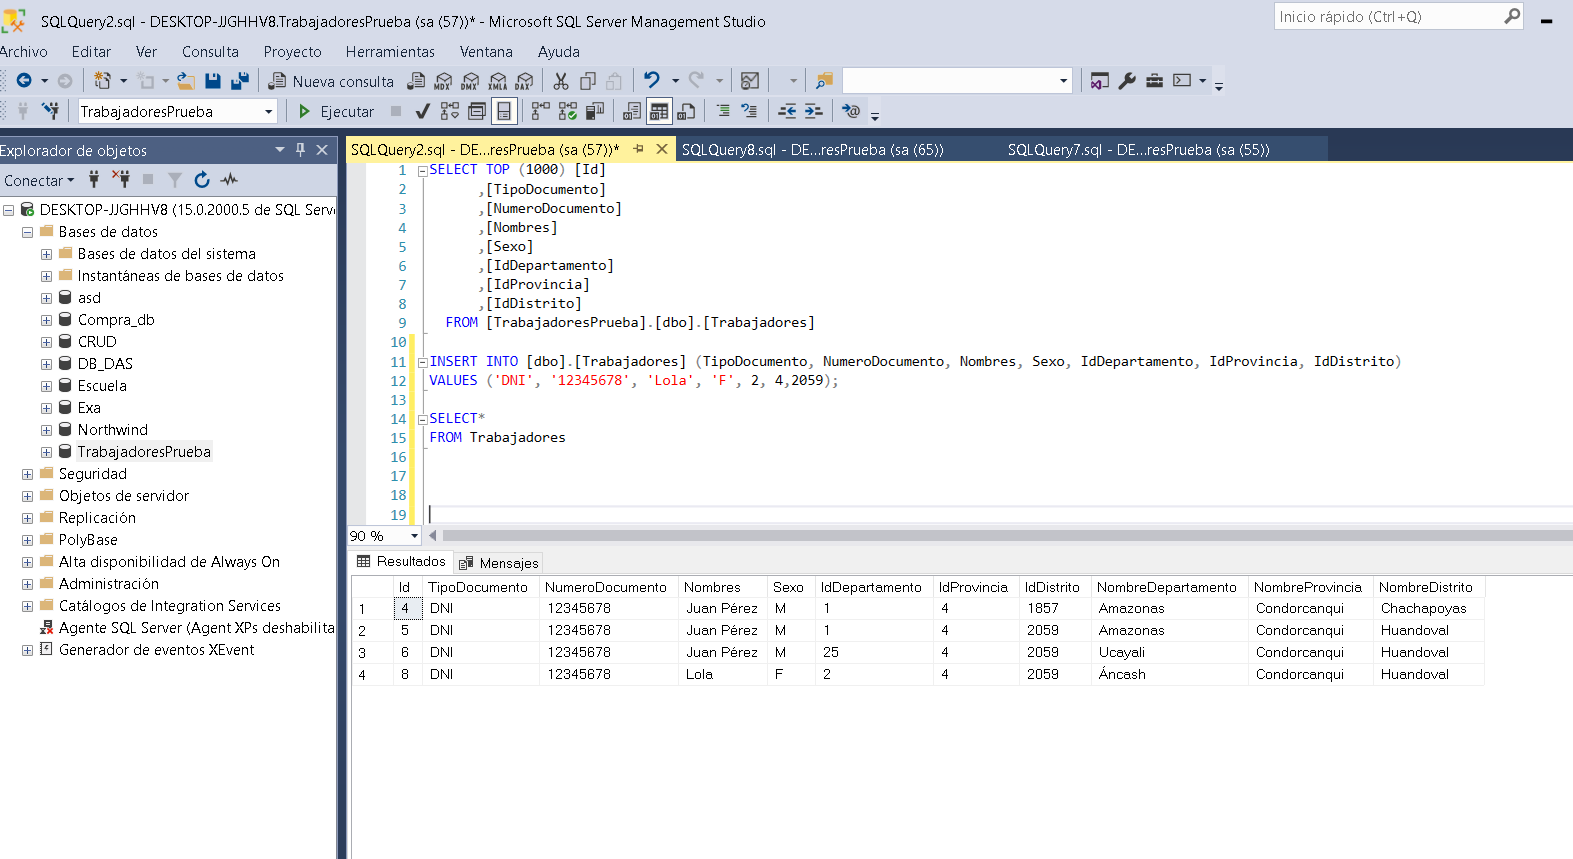 SQLQuery2.sql - DESKTOP-JJGHHV8.TrabajadoresPrueba (sa (57))* - Microsoft SQL Server Management Studio
Inicio rápido (Ctrl+Q)
Archivo Editar Ver Consulta Proyecto Herramientas Ventana Ayuda
Nueva consulta MDX DMX XMLA DAX
TrabajadoresPrueba Ejecutar
Explorador de objetos
Conectar
DESKTOP-JJGHHV8 (15.0.2000.5 de SQL Serv
Bases de datos
Bases de datos del sistema
Instantáneas de bases de datos
asd
Compra_db
CRUD
DB_DAS
Escuela
Exa
Northwind
TrabajadoresPrueba
Seguridad
Objetos de servidor
Replicación
PolyBase
Alta disponibilidad de Always On
Administración
Catálogos de Integration Services
Agente SQL Server (Agent XPs deshabilita
Generador de eventos XEvent
SQLQuery2.sql - DE...resPrueba (sa (57))* SQLQuery8.sql - DE...resPrueba (sa (65)) SQLQuery7.sql - DE...resPrueba (sa (55))
1 SELECT TOP (1000) [Id]
2 ,[TipoDocumento]
3 ,[NumeroDocumento]
4 ,[Nombres]
5 ,[Sexo]
6 ,[IdDepartamento]
7 ,[IdProvincia]
8 ,[IdDistrito]
9 FROM [TrabajadoresPrueba].[dbo].[Trabajadores]
10
11 INSERT INTO [dbo].[Trabajadores] (TipoDocumento, NumeroDocumento, Nombres, Sexo, IdDepartamento, IdProvincia, IdDistrito)
12 VALUES ('DNI', '12345678', 'Lola', 'F', 2, 4,2059);
13
14 SELECT*
15 FROM Trabajadores
16
17
18
19
90 %
Resultados Mensajes
Id TipoDocumento NumeroDocumento Nombres Sexo IdDepartamento IdProvincia IdDistrito NombreDepartamento NombreProvincia NombreDistrito
1 4 DNI 12345678 Juan Pérez M 1 4 1857 Amazonas Condorcanqui Chachapoyas
2 5 DNI 12345678 Juan Pérez M 1 4 2059 Amazonas Condorcanqui Huandoval
3 6 DNI 12345678 Juan Pérez M 25 4 2059 Ucayali Condorcanqui Huandoval
4 8 DNI 12345678 Lola F 2 4 2059 Áncash Condorcanqui Huandoval